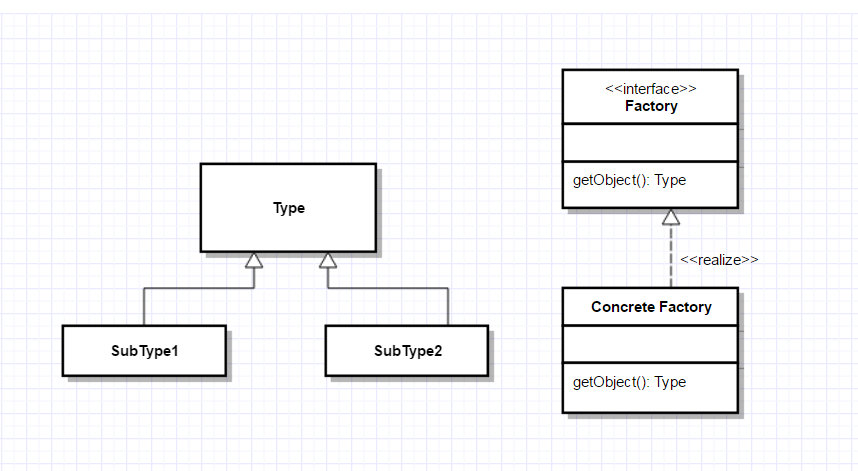 Type
SubType1
SubType2
<<interface>>
Factory
getObject(): Type
<<realize>>
Concrete Factory
getObject(): Type